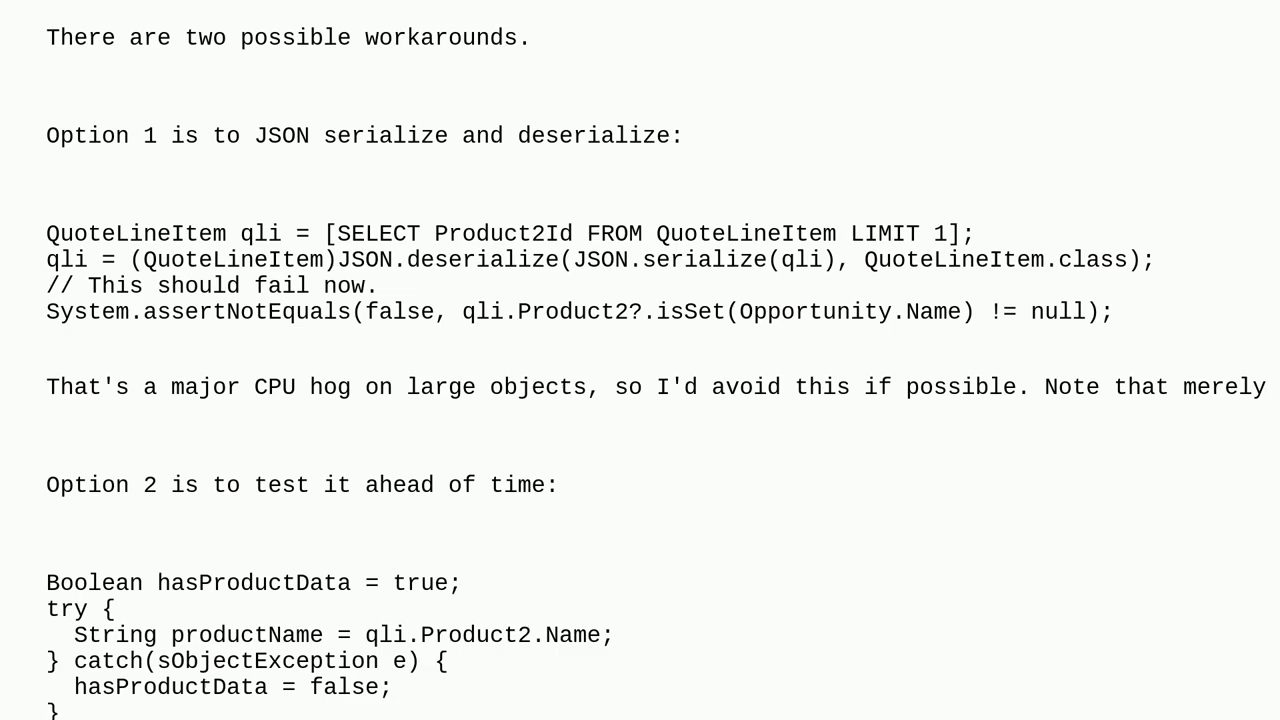 There are two possible workarounds.
Option 1 is to JSON serialize and deserialize:
QuoteLineItem qli = [SELECT Product2Id FROM QuoteLineItem LIMIT 1];
qli = (QuoteLineItem)JSON.deserialize(JSON.serialize(qli), QuoteLineItem.class);
// This should fail now.
System.assertNotEquals(false, qli.Product2?.isSet(Opportunity.Name) != null);
That's a major CPU hog on large objects, so I'd avoid this if possible. Note that merely
Option 2 is to test it ahead of time:
Boolean hasProductData = true;
try {
  String productName = qli.Product2.Name;
} catch(sObjectException e) {
  hasProductData = false;
}